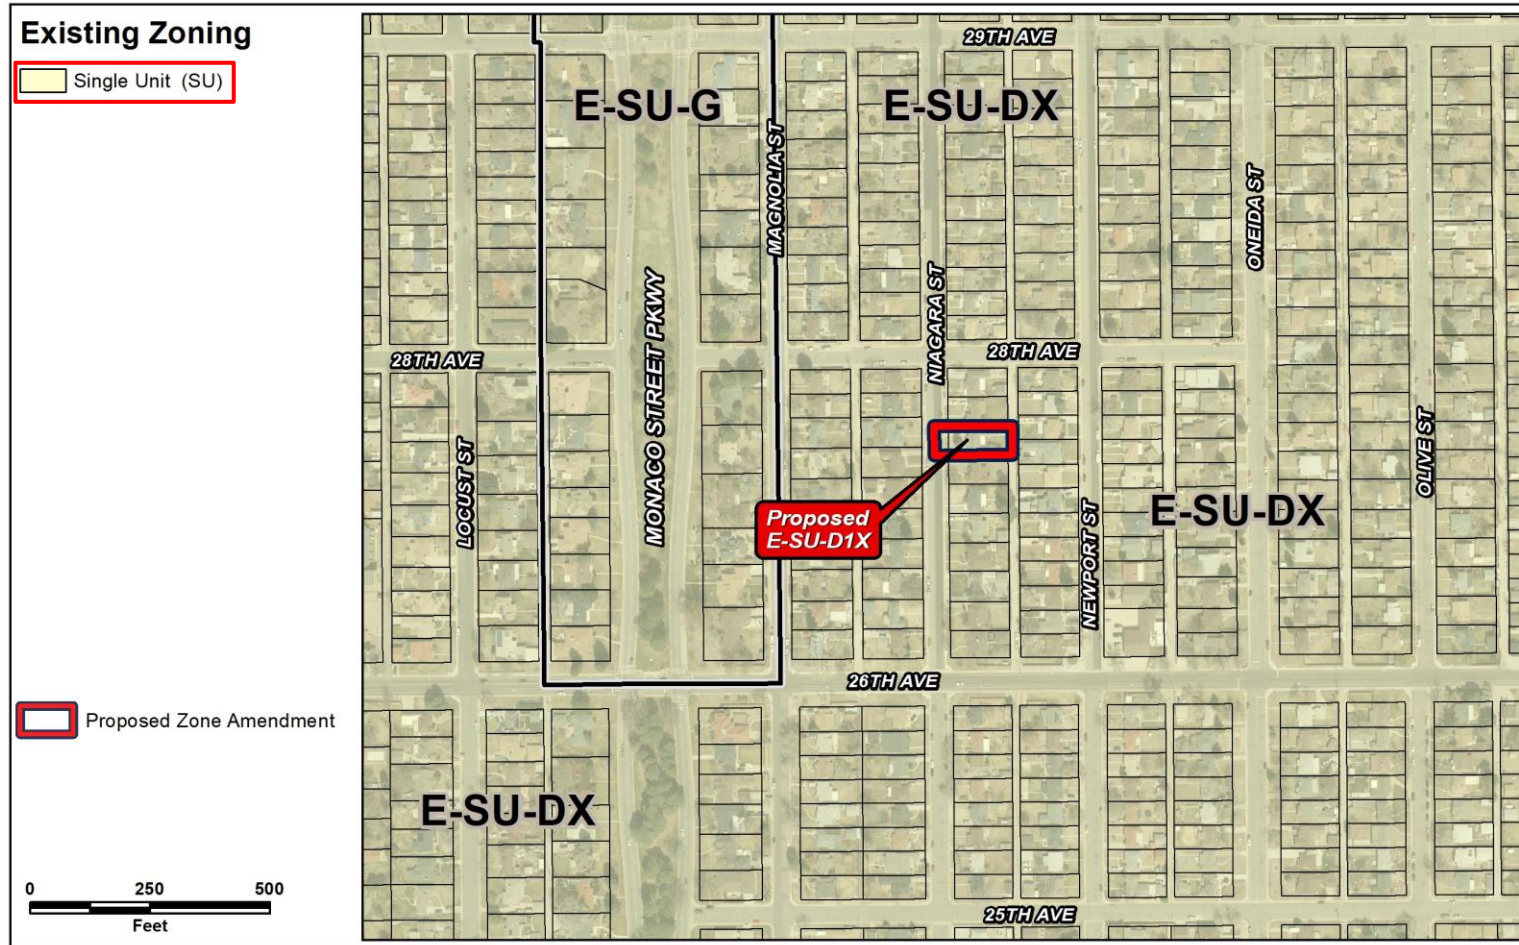 Existing Zoning
Single Unit (SU)
Proposed Zone Amendment
0 250 500
Feet
29TH AVE
E-SU-G
E-SU-DX
MAGNOLIA ST
ONEIDA ST
NIAGARA ST
MONACO STREET PKWY
28TH AVE
28TH AVE
LOCUST ST
OLIVE ST
Proposed
E-SU-D1X
E-SU-DX
NEWPORT ST
26TH AVE
E-SU-DX
25TH AVE